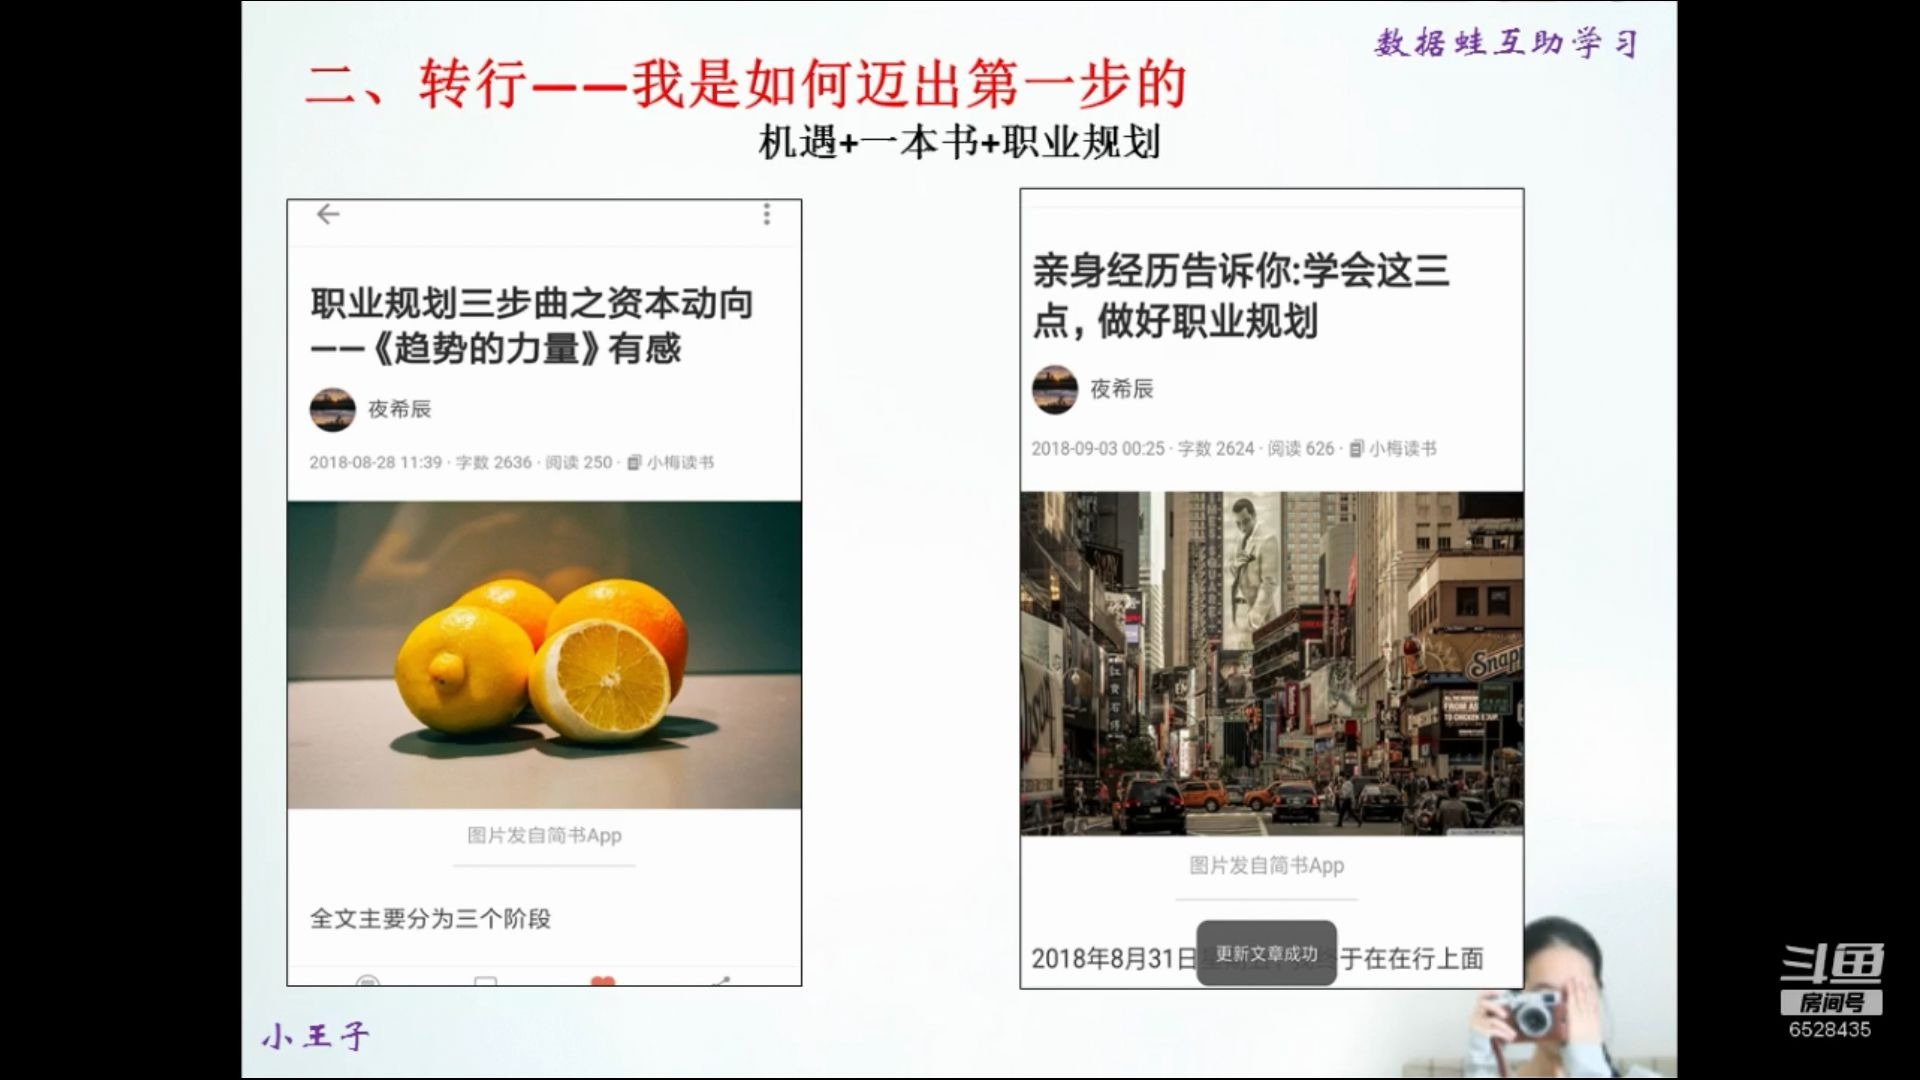 数据蛙互助学习
二、转行——我是如何迈出第一步的
机遇+一本书+职业规划
职业规划三步曲之资本动向
——《趋势的力量》有感
夜希辰
2018-08-28 11:39 · 字数 2636 · 阅读 250 · 小梅读书
图片发自简书App
全文主要分为三个阶段
亲身经历告诉你:学会这三
点，做好职业规划
夜希辰
2018-09-03 00:25 · 字数 2624 · 阅读 626 · 小梅读书
Snapp
FROM AS
TO CHICKEN SOUP
图片发自简书App
2018年8月31日 终于在在行上面
更新文章成功
小王子
斗鱼
房间号
6528435